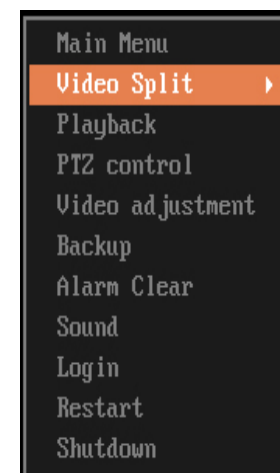 Main Menu
Video Split
Playback
PTZ control
Video adjustment
Backup
Alarm Clear
Sound
Login
Restart
Shutdown